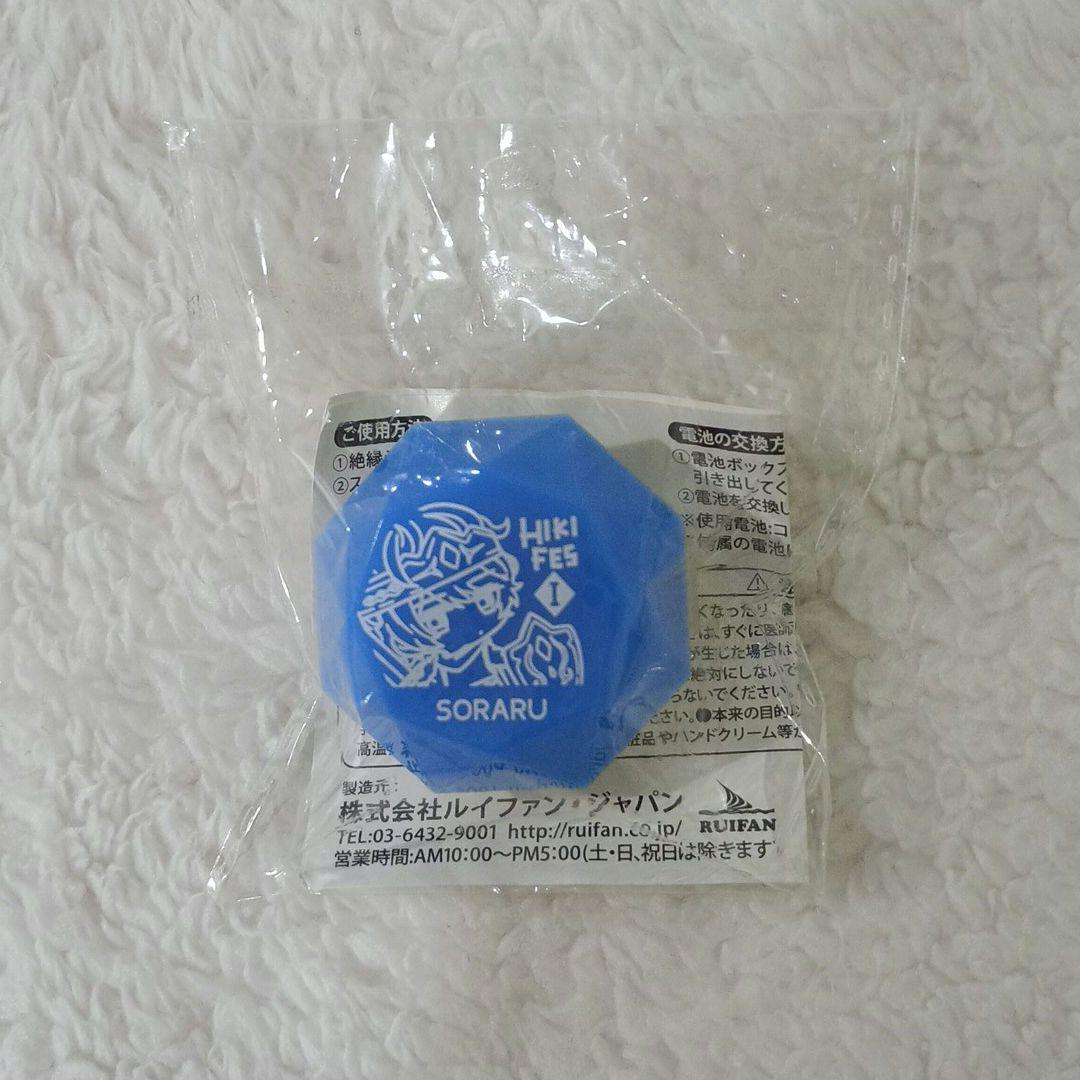 ご使用方法
①絶縁
②ス
電池の交換方
①電池ボックス
引き出してく
②電池を交換し
※使用電池:コ
付属の電池は
HIKI
FES
I
SORARU
くなったり
は、すぐに医師
が生じた場合は、
絶対にしないで
らないでください。
ださい。●本来の目的以
高温
粧品やハンドクリーム等が
製造元:
株式会社ルイファン・ジャパン
TEL:03-6432-9001 http://ruifan.co.jp/
RUIFAN
営業時間:AM10:00〜PM5:00(土・日、祝日は除きます